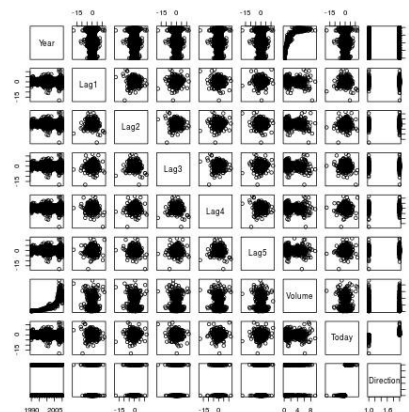 -15 0 -15 0 -15 0 -15 0
Year
-15 0
Lag1
Lag2
-15 0
Lag3
Lag4
-15 0
Lag5
Volume
-15 0
Today
Direction
1990 2005 -15 0 -15 0 0 4 8 1.0 1.6